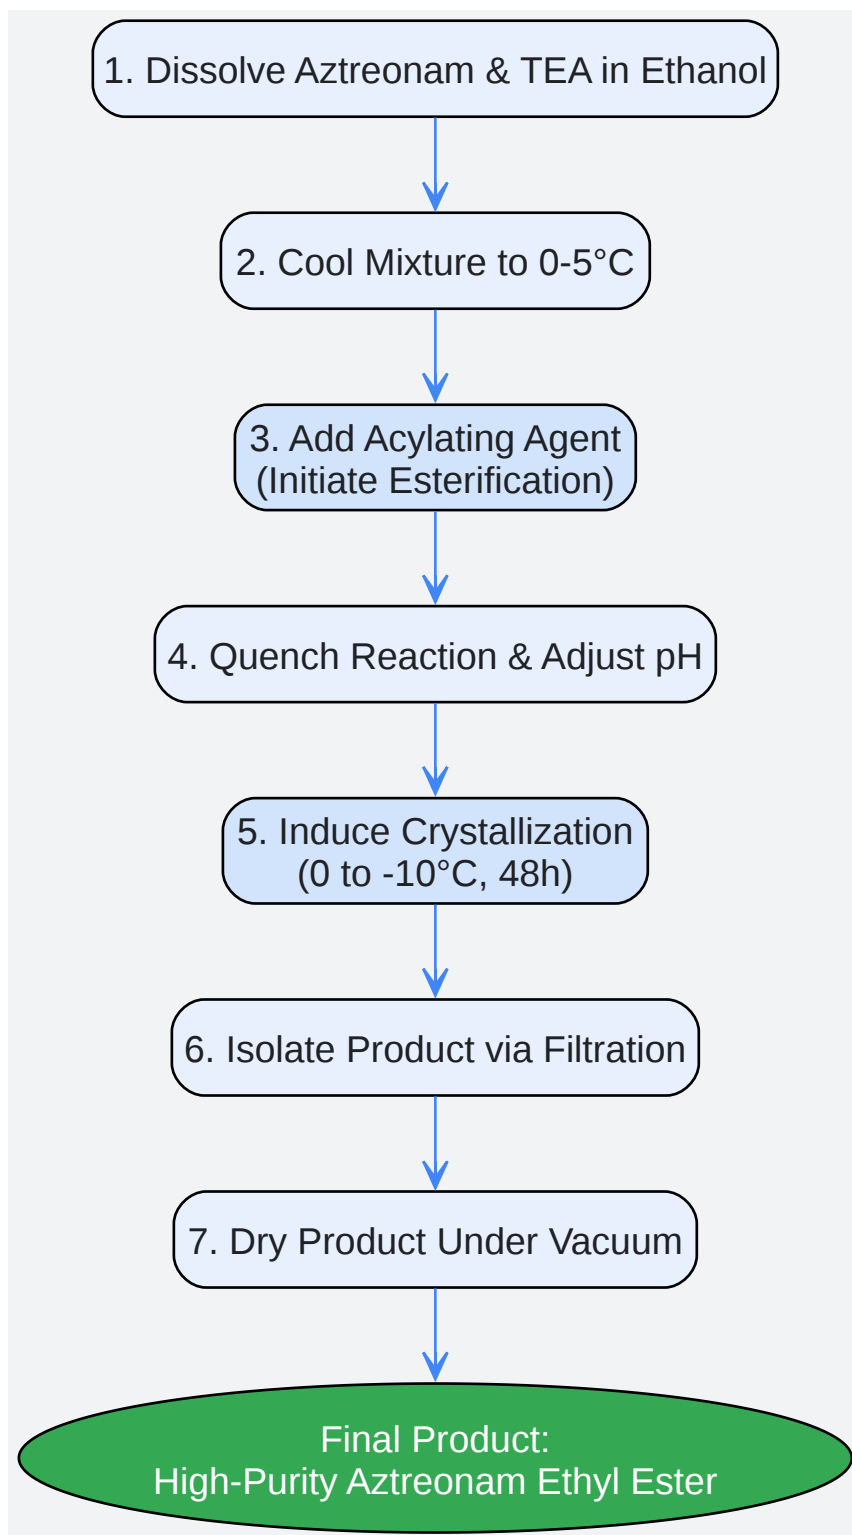 1. Dissolve Aztreonam & TEA in Ethanol
2. Cool Mixture to 0-5°C
3. Add Acylating Agent
(Initiate Esterification)
4. Quench Reaction & Adjust pH
5. Induce Crystallization
(0 to -10°C, 48h)
6. Isolate Product via Filtration
7. Dry Product Under Vacuum
Final Product:
High-Purity Aztreonam Ethyl Ester